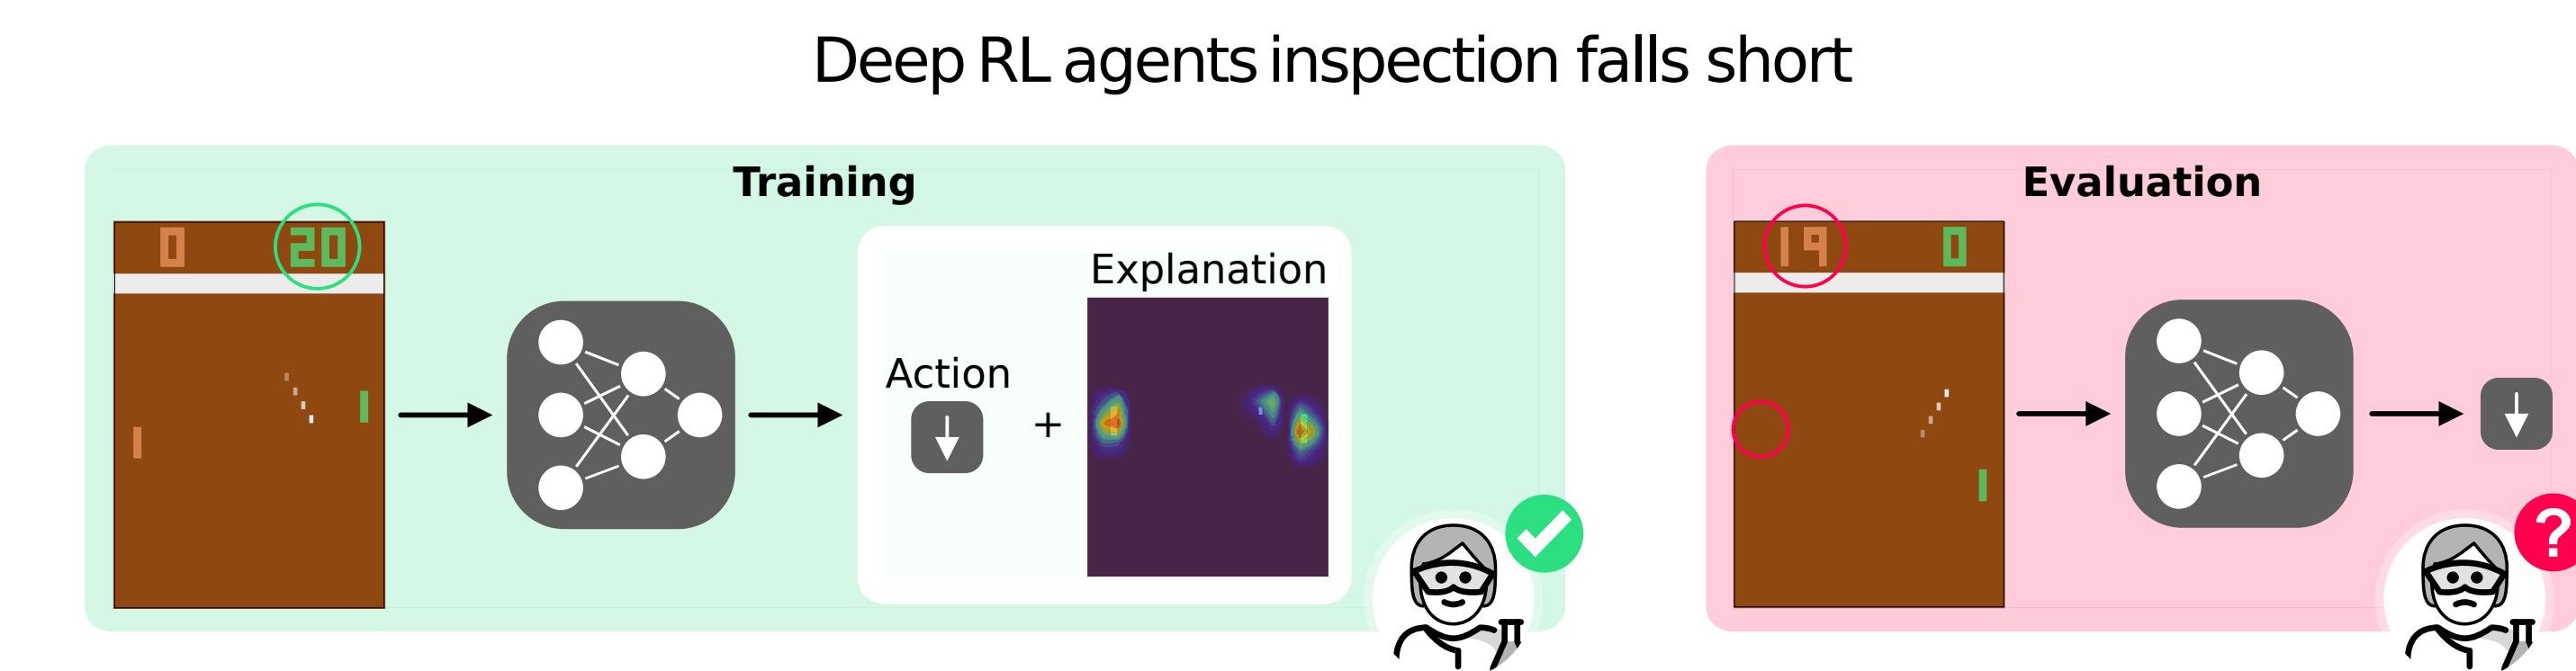 Deep RL agents inspection falls short
Training
0 20
Explanation
Action
+
Evaluation
19 0
?